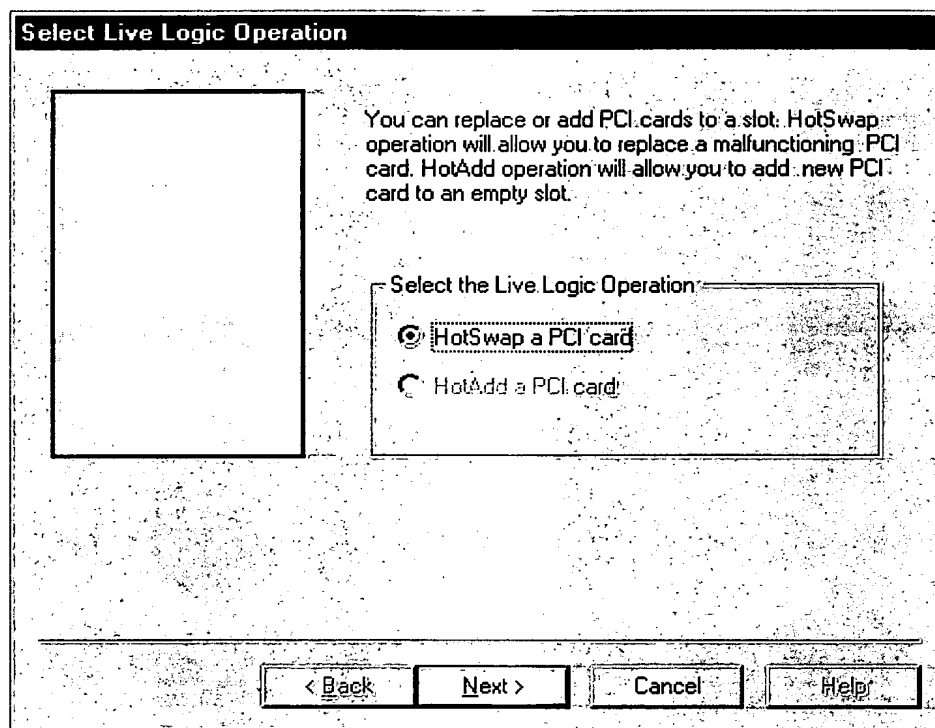 Select Live Logic Operation
You can replace or add PCI cards to a slot. HotSwap
operation will allow you to replace a malfunctioning PCI
card. HotAdd operation will allow you to add new PCI
card to an empty slot.
Select the Live Logic Operation
HotSwap a PCI card
HotAdd a PCI card
< Back
Next >
Cancel
Help